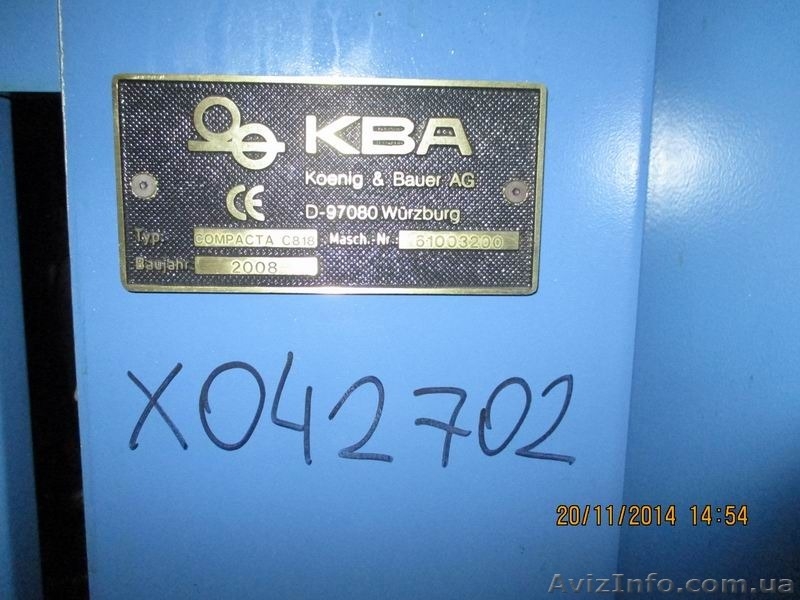 KBA
Koenig & Bauer AG
CE
D-97080 Würzburg
Typ. COMPACTA C818 Masch.-Nr. 61003200
Baujahr 2008
X042702
20/11/2014 14:54
AvizInfo.com.ua